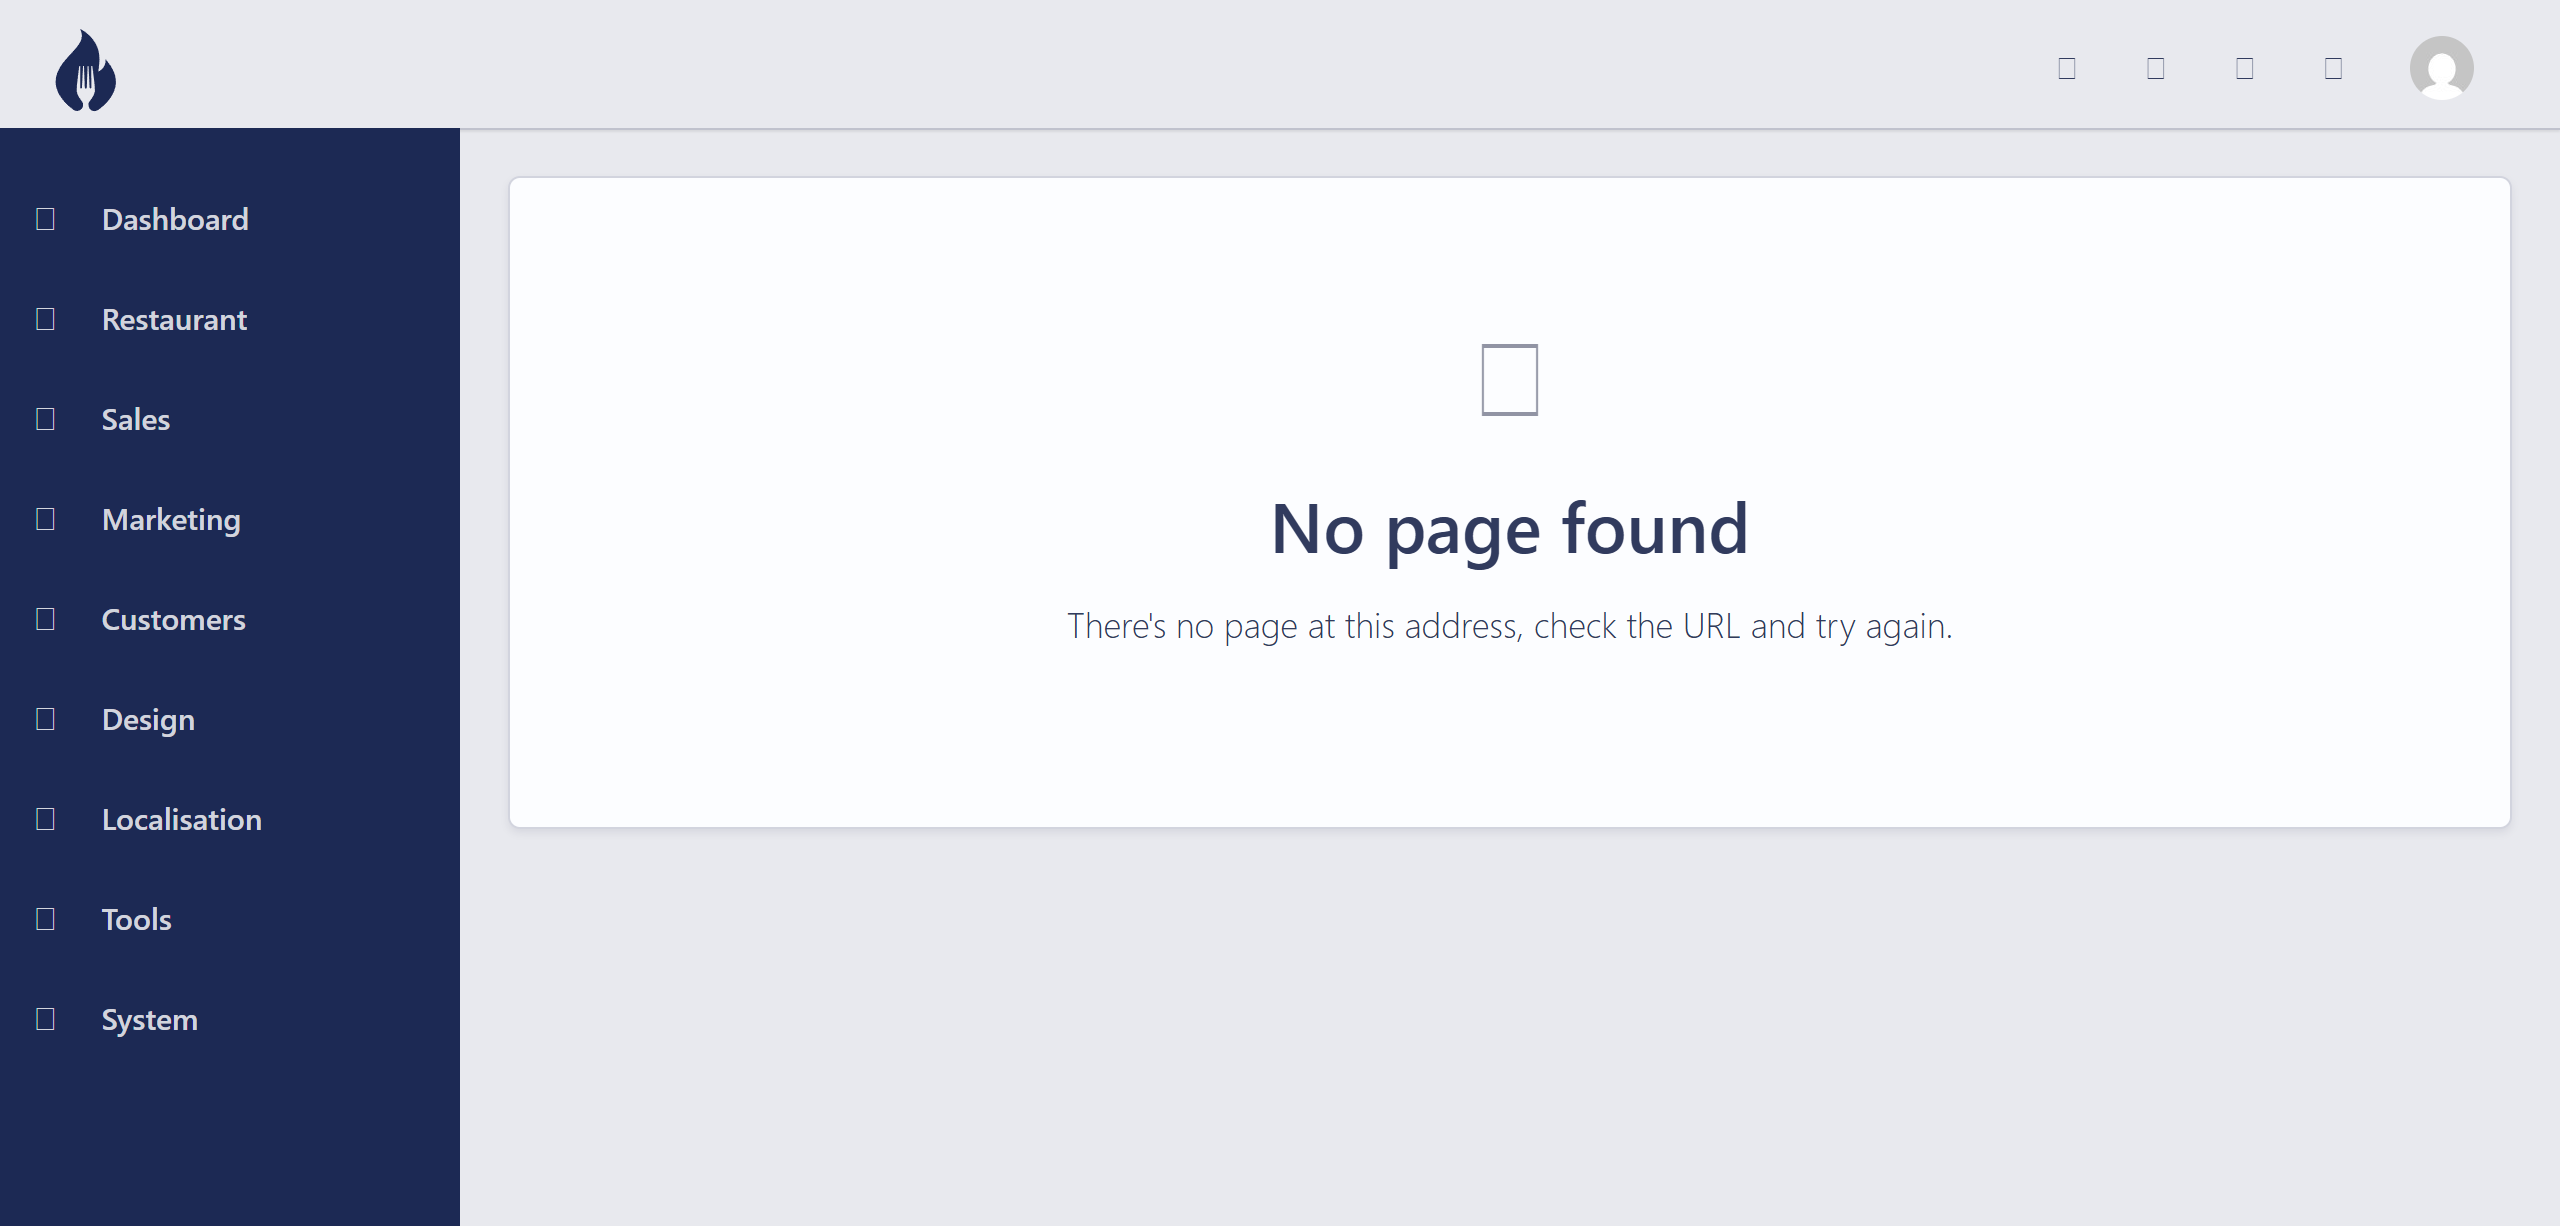 Dashboard
Restaurant
Sales
Marketing
Customers
Design
Localisation
Tools
System
No page found
There's no page at this address, check the URL and try again.